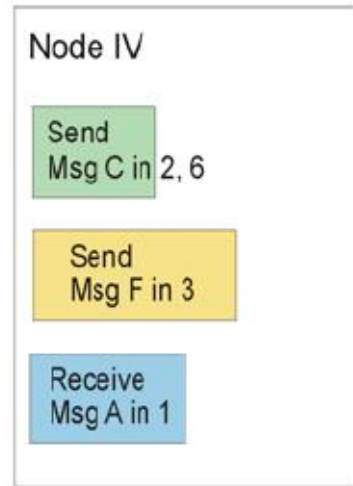 Node IV
Send
Msg C in 2, 6
Send
Msg F in 3
Receive
Msg A in 1